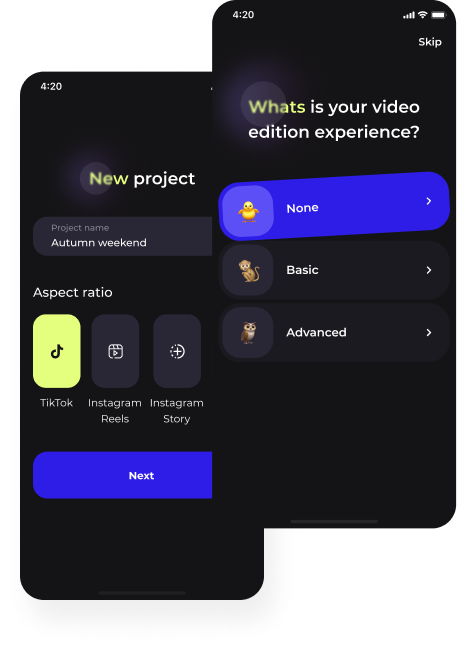 4:20
Skip
Whats is your video
edition experience?
None
Basic
Advanced
4:20
New project
Project name
Autumn weekend
Aspect ratio
TikTok
Instagram
Reels
Instagram
Story
Next